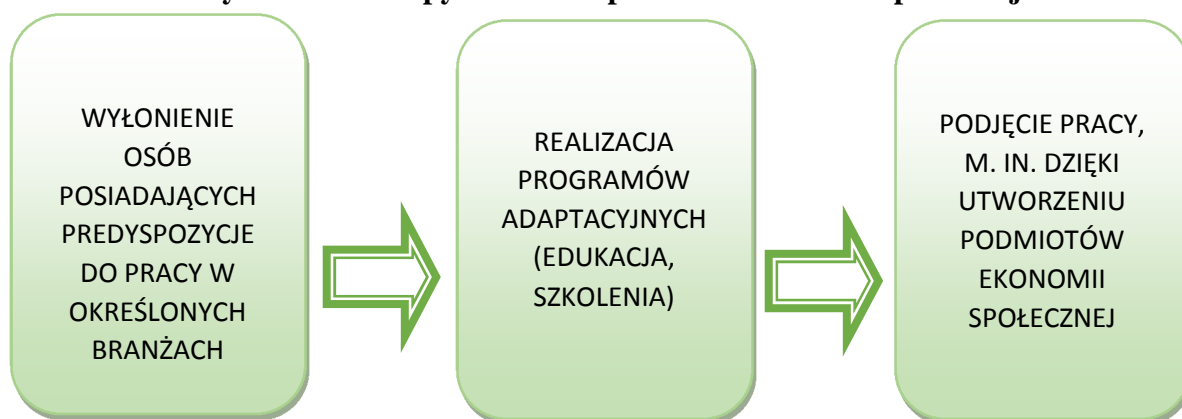 WYŁONIENIE
OSÓB
POSIADAJĄCYCH
PREDYSPOZYCJE
DO PRACY W
OKREŚLONYCH
BRANŻACH
REALIZACJA
PROGRAMÓW
ADAPTACYJNYCH
(EDUKACJA,
SZKOLENIA)
PODJĘCIE PRACY,
M. IN. DZIĘKI
UTWORZENIU
PODMIOTÓW
EKONOMII
SPOŁECZNEJ